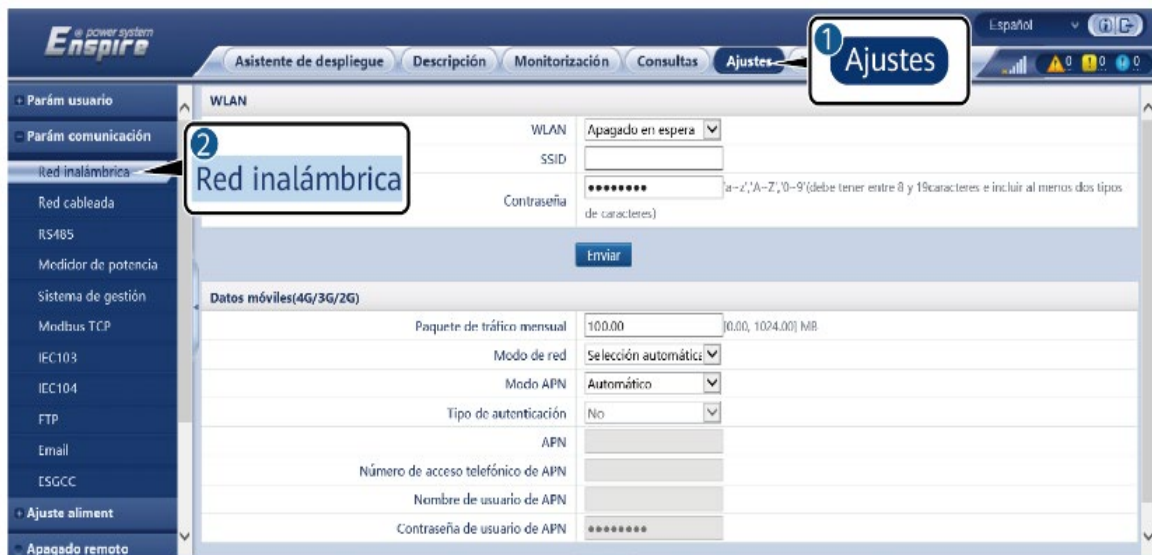 e power system
Enspire
Español
Asistente de despliegue
Descripción
Monitorización
Consultas
Ajustes
1
Ajustes
0
0
0
Parám usuario
Parám comunicación
Red inalámbrica
Red cableada
RS485
Medidor de potencia
Sistema de gestión
Modbus TCP
IEC103
IEC104
FTP
Email
ESGCC
Ajuste aliment
Apagado remoto
2
Red inalámbrica
WLAN
WLAN
Apagado en espera
SSID
Contraseña
●●●●●●●●
'a~z','A~Z','0~9'(debe tener entre 8 y 19caracteres e incluir al menos dos tipos
de caracteres)
Enviar
Datos móviles(4G/3G/2G)
Paquete de tráfico mensual
100.00
[0.00, 1024.00] MB
Modo de red
Selección automátic
Modo APN
Automático
Tipo de autenticación
No
APN
Número de acceso telefónico de APN
Nombre de usuario de APN
Contraseña de usuario de APN
●●●●●●●●